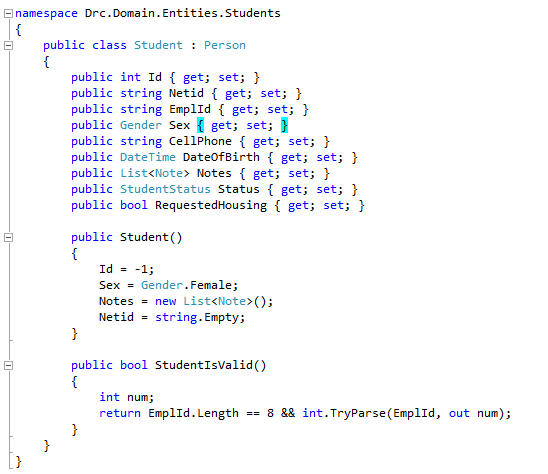 namespace Drc.Domain.Entities.Students
{
    public class Student : Person
    {
        public int Id { get; set; }
        public string Netid { get; set; }
        public string EmplId { get; set; }
        public Gender Sex { get; set; }
        public string CellPhone { get; set; }
        public DateTime DateOfBirth { get; set; }
        public List<Note> Notes { get; set; }
        public StudentStatus Status { get; set; }
        public bool RequestedHousing { get; set; }

        public Student()
        {
            Id = -1;
            Sex = Gender.Female;
            Notes = new List<Note>();
            Netid = string.Empty;
        }

        public bool StudentIsValid()
        {
            int num;
            return EmplId.Length == 8 && int.TryParse(EmplId, out num);
        }
    }
}